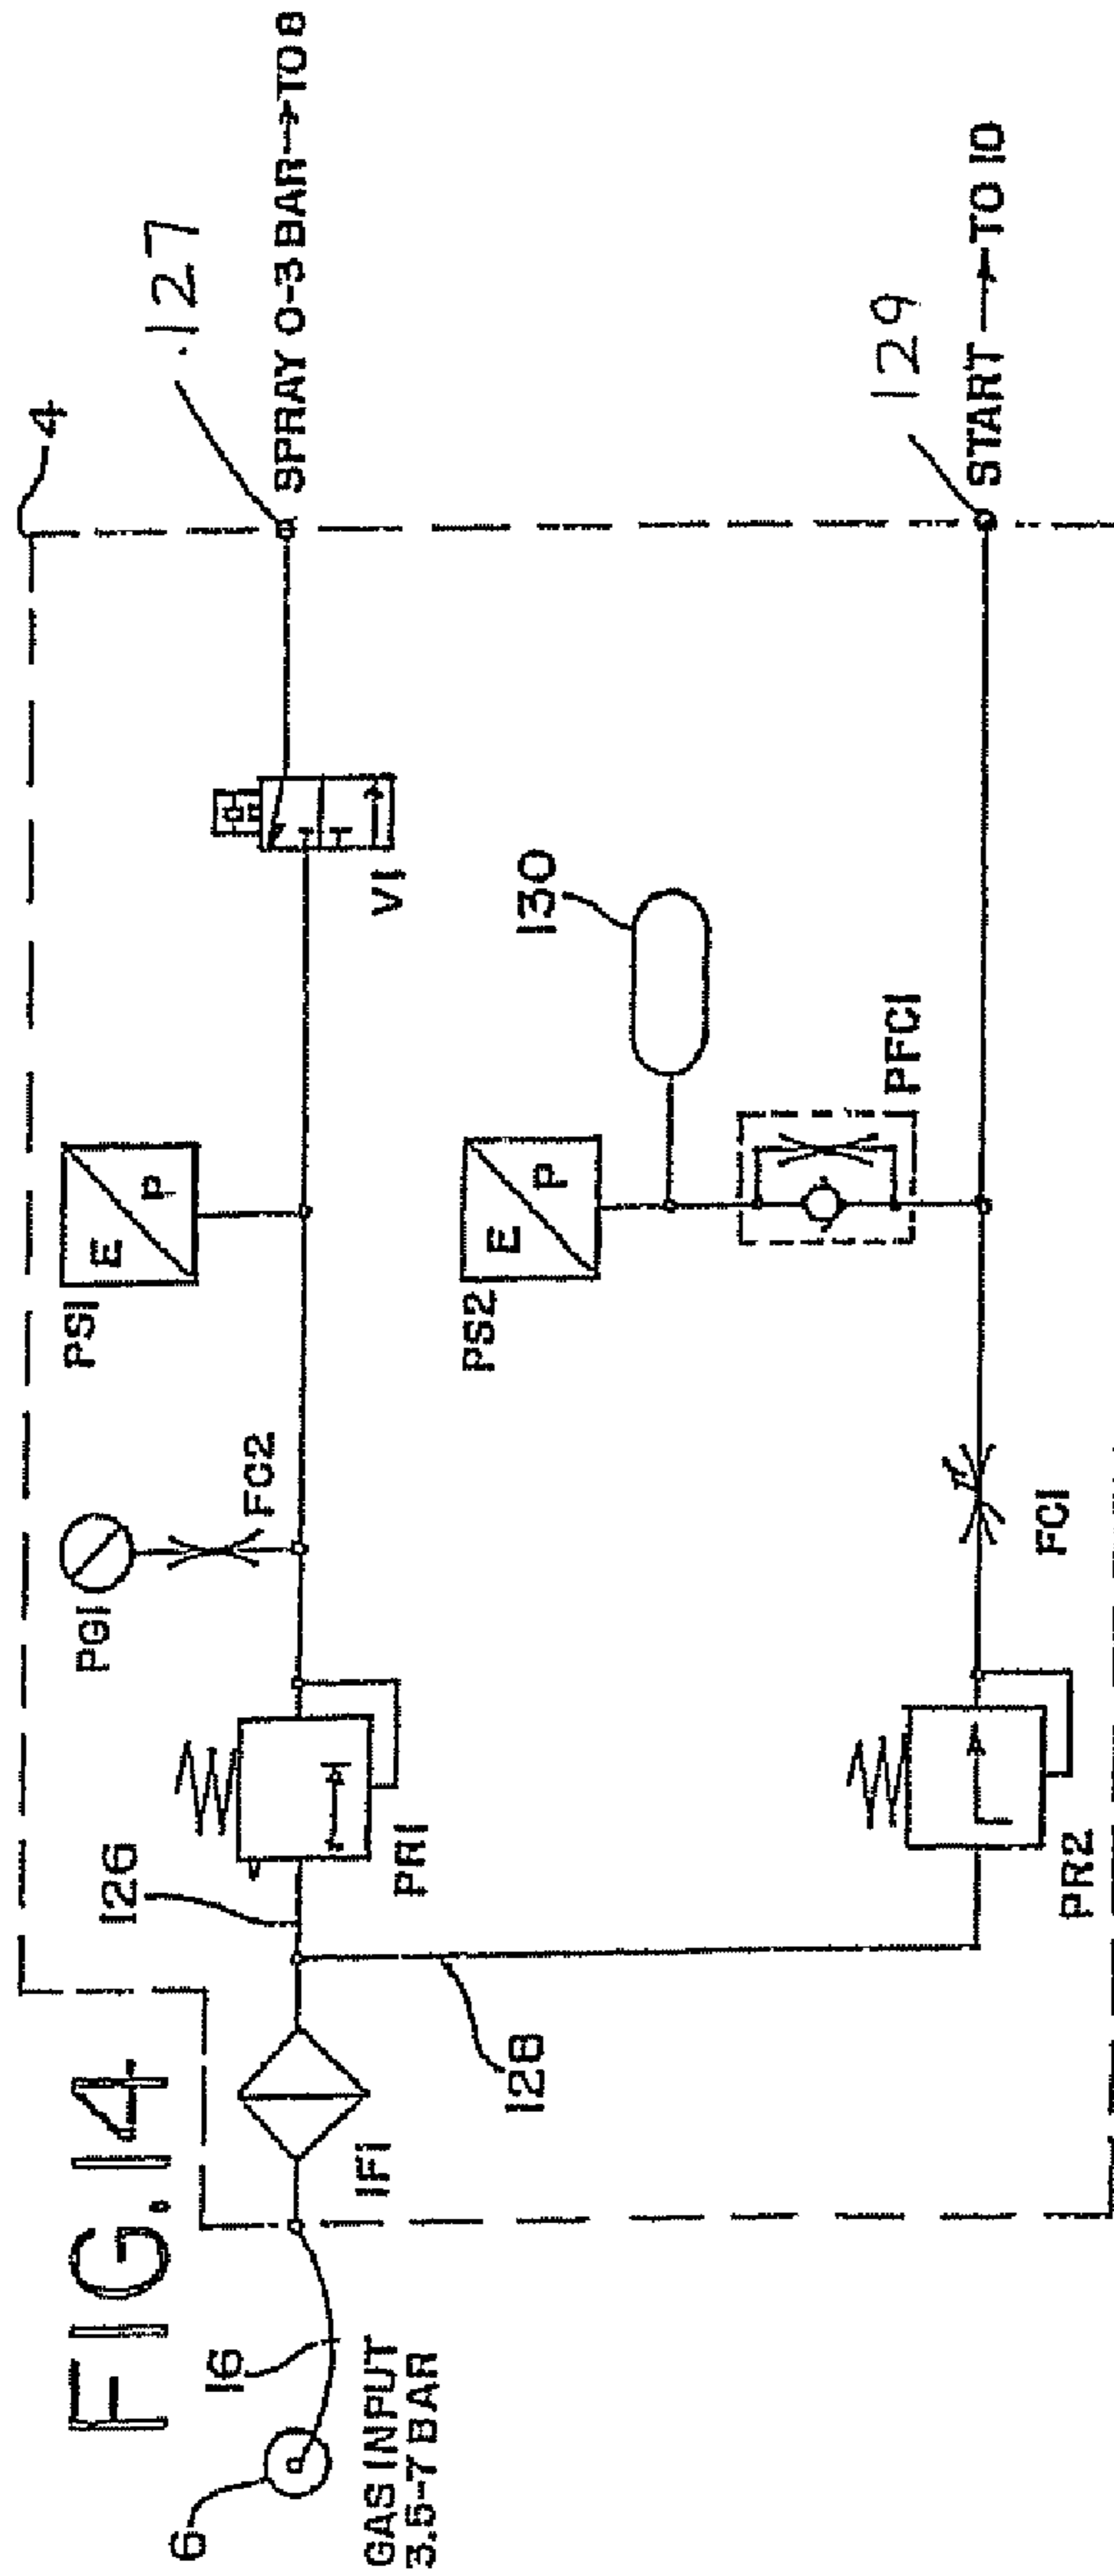 FIG. 14
4
6
16
GAS INPUT
3.5-7 BAR
IF1
126
128
PR1
PG1
FC2
PS1
E P
V1
.127
SPRAY 0-3 BAR→TO 8
PR2
FC1
PS2
E P
130
PFC1
129
START →TO 10